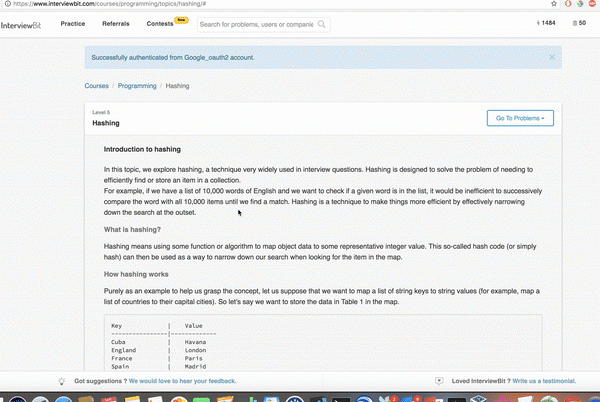 https://www.interviewbit.com/courses/programming/topics/hashing/#
InterviewBit Practice Referrals Contests New Search for problems, users or companies 1484 50
Successfully authenticated from Google_oauth2 account. ×
Courses / Programming / Hashing
Level 5
Hashing
Go To Problems
Introduction to hashing
In this topic, we explore hashing, a technique very widely used in interview questions. Hashing is designed to solve the problem of needing to
efficiently find or store an item in a collection.
For example, if we have a list of 10,000 words of English and we want to check if a given word is in the list, it would be inefficient to successively
compare the word with all 10,000 items until we find a match. Hashing is a technique to make things more efficient by effectively narrowing
down the search at the outset.
What is hashing?
Hashing means using some function or algorithm to map object data to some representative integer value. This so-called hash code (or simply
hash) can then be used as a way to narrow down our search when looking for the item in the map.
How hashing works
Purely as an example to help us grasp the concept, let us suppose that we want to map a list of string keys to string values (for example, map a
list of countries to their capital cities). So let's say we want to store the data in Table 1 in the map.
Key | Value
----------------|-------------
Cuba | Havana
England | London
France | Paris
Spain | Madrid
Got suggestions ? We would love to hear your feedback. Loved InterviewBit ? Write us a testimonial.